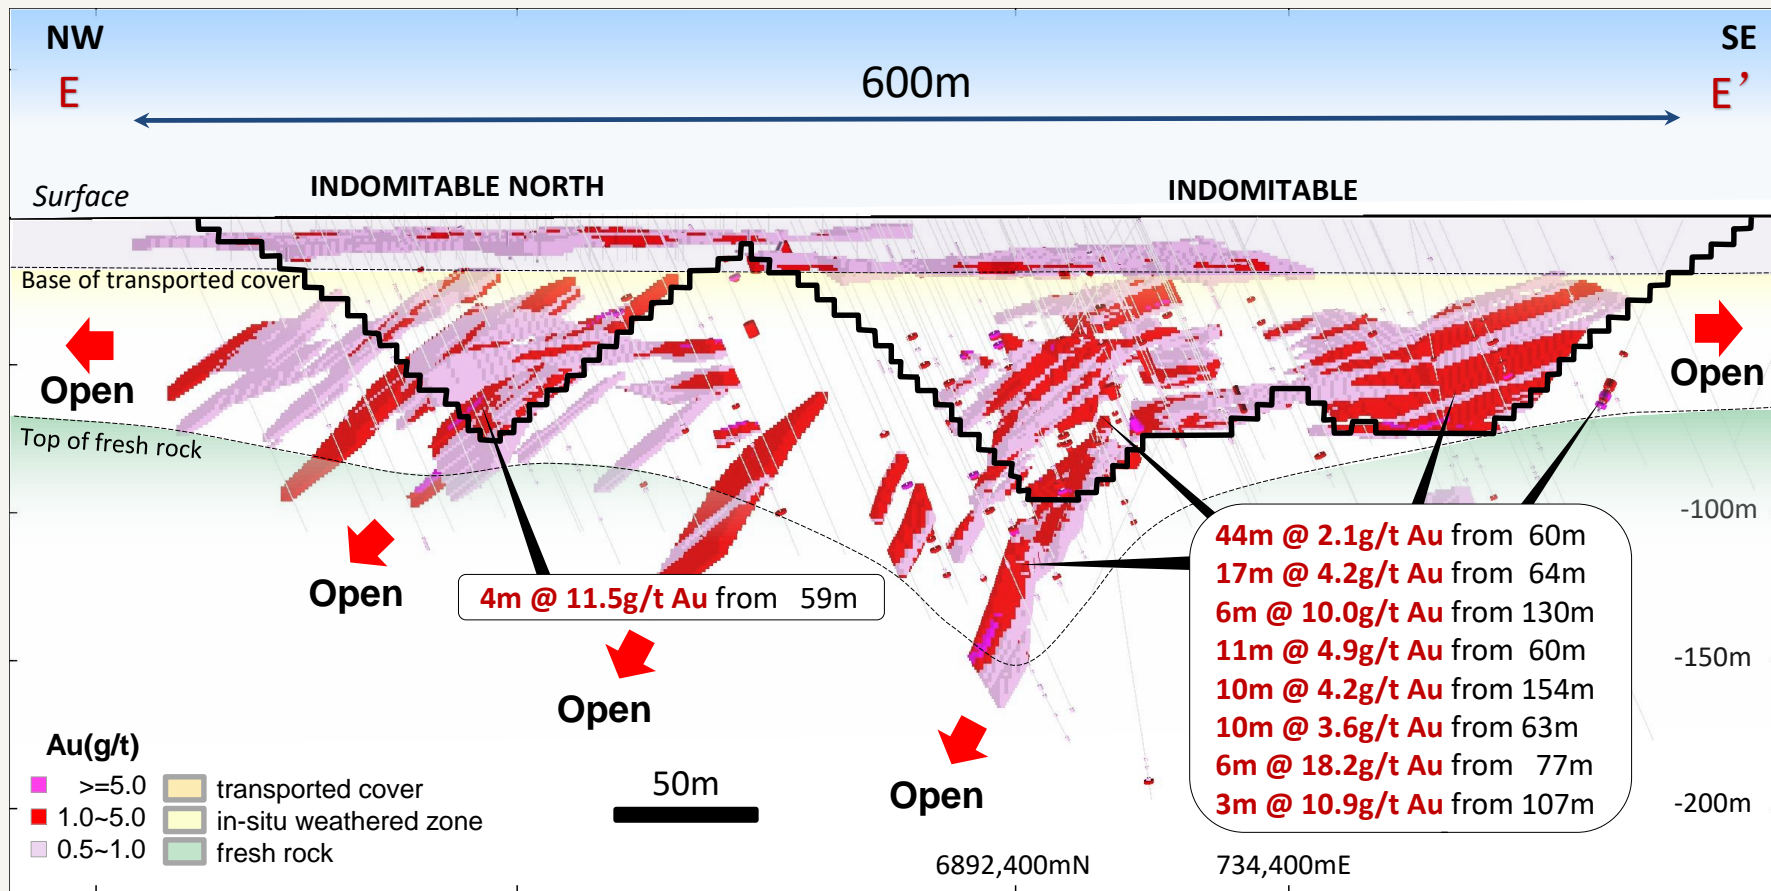 NW
SE
E
E’
600m
INDOMITABLE NORTH
INDOMITABLE
Surface
Base of transported cover
Open
Open
Top of fresh rock
-100m
44m @ 2.1g/t Au from 60m
17m @ 4.2g/t Au from 64m
6m @ 10.0g/t Au from 130m
11m @ 4.9g/t Au from 60m
10m @ 4.2g/t Au from 154m
10m @ 3.6g/t Au from 63m
6m @ 18.2g/t Au from 77m
3m @ 10.9g/t Au from 107m
4m @ 11.5g/t Au from 59m
Open
-150m
Open
Open
Au(g/t)
>=5.0
1.0~5.0
0.5~1.0
transported cover
in-situ weathered zone
fresh rock
50m
-200m
6892,400mN
734,400mE